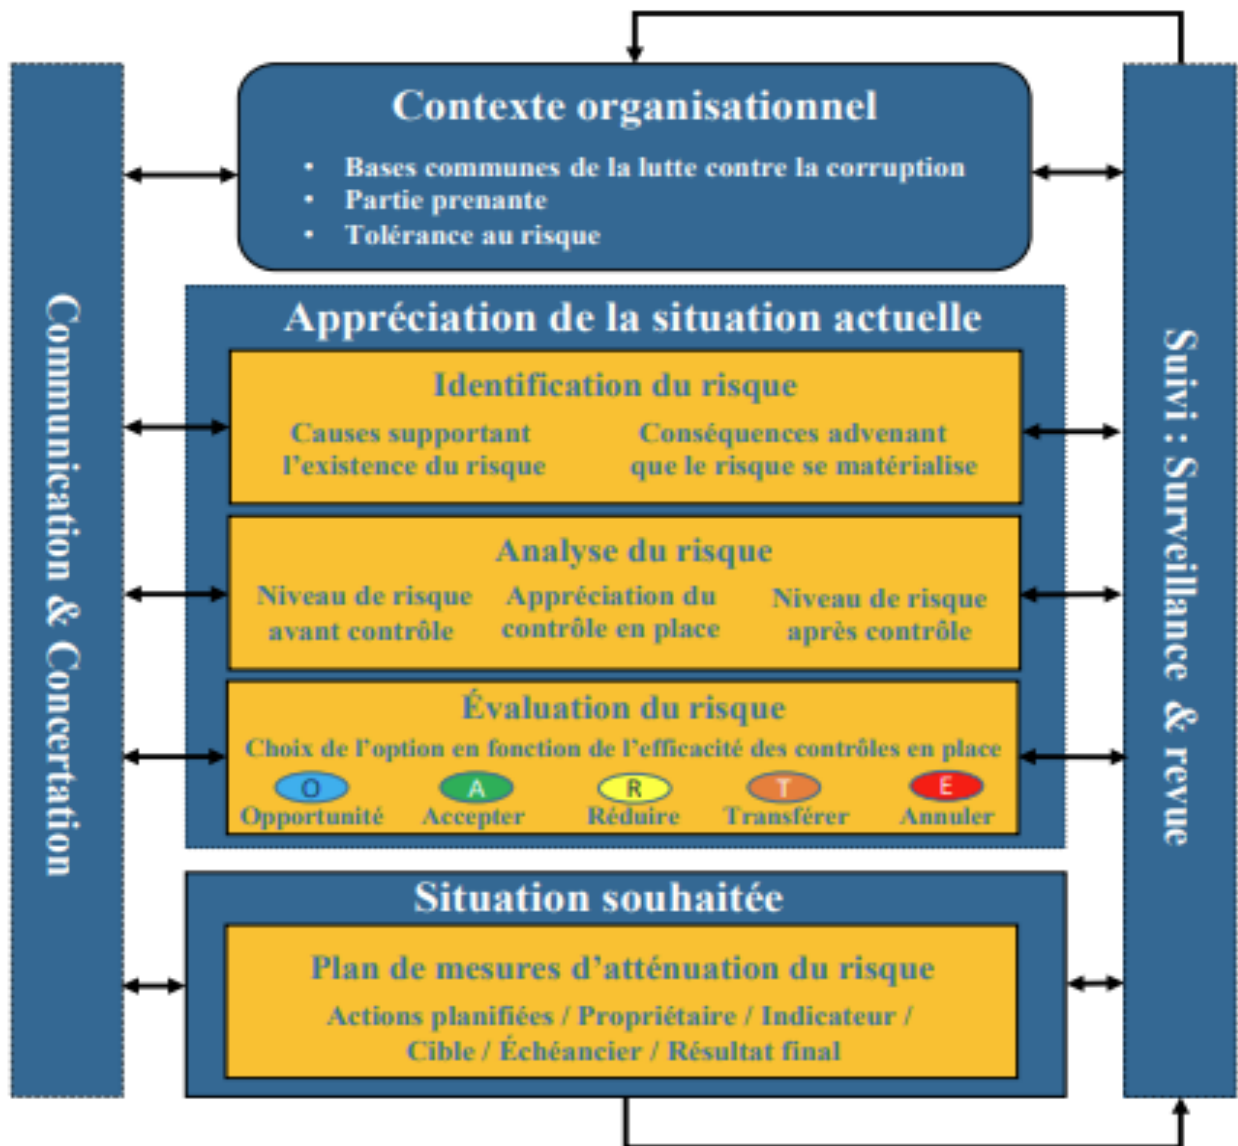 Contexte organisationnel
• Bases communes de la lutte contre la corruption
• Partie prenante
• Tolérance au risque
Communication & Concertation
Appréciation de la situation actuelle
Identification du risque
Causes supportant
l'existence du risque
Conséquences advenant
que le risque se matérialise
Analyse du risque
Niveau de risque
avant contrôle
Appréciation du
contrôle en place
Niveau de risque
après contrôle
Évaluation du risque
Choix de l'option en fonction de l'efficacité des contrôles en place
O A R T E
Opportunité Accepter Réduire Transférer Annuler
Situation souhaitée
Plan de mesures d'atténuation du risque
Actions planifiées / Propriétaire / Indicateur /
Cible / Échéancier / Résultat final
Suivi : Surveillance & revue